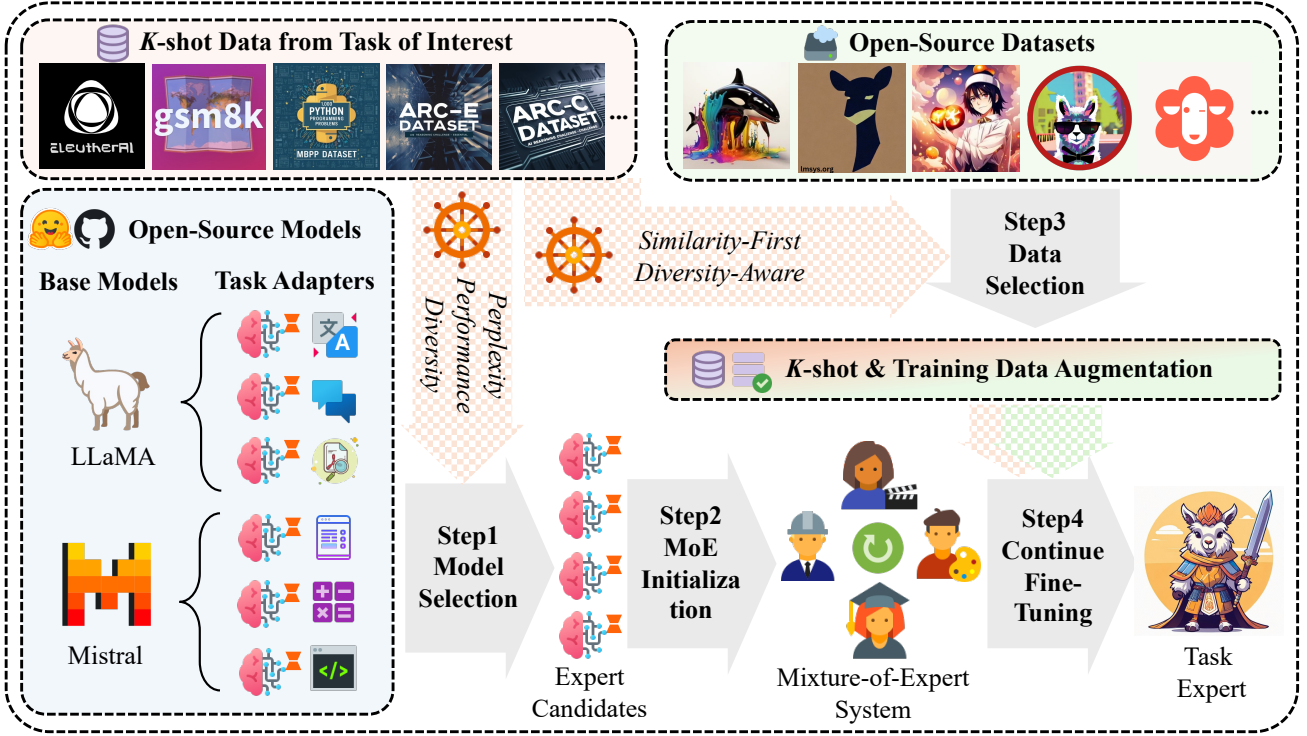 K-shot Data from Task of Interest
EleutherAI
gsm8k
PYTHON
PROGRAMMING
PROBLEMS
MBPP DATASET
ARC-E
DATASET
ARC-C
DATASET
...
Open-Source Datasets
lmsys.org
...
Open-Source Models
Base Models
Task Adapters
LLaMA
Mistral
文
A
</>
Perplexity
Performance
Diversity
Similarity-First
Diversity-Aware
Step3
Data
Selection
K-shot & Training Data Augmentation
Step1
Model
Selection
Expert
Candidates
Step2
MoE
Initializa
tion
Mixture-of-Expert
System
Step4
Continue
Fine-
Tuning
Task
Expert